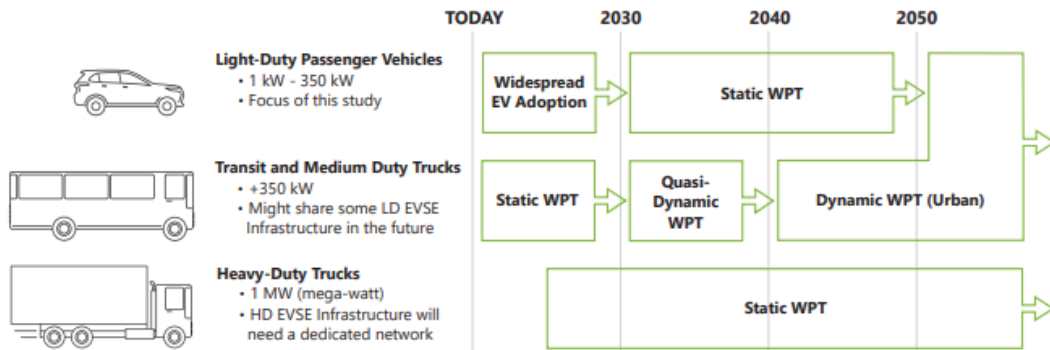 TODAY 2030 2040 2050
Light-Duty Passenger Vehicles
• 1 kW - 350 kW
• Focus of this study
Widespread
EV Adoption
Static WPT
Transit and Medium Duty Trucks
• +350 kW
• Might share some LD EVSE
Infrastructure in the future
Static WPT
Quasi-
Dynamic
WPT
Dynamic WPT (Urban)
Heavy-Duty Trucks
• 1 MW (mega-watt)
• HD EVSE Infrastructure will
need a dedicated network
Static WPT